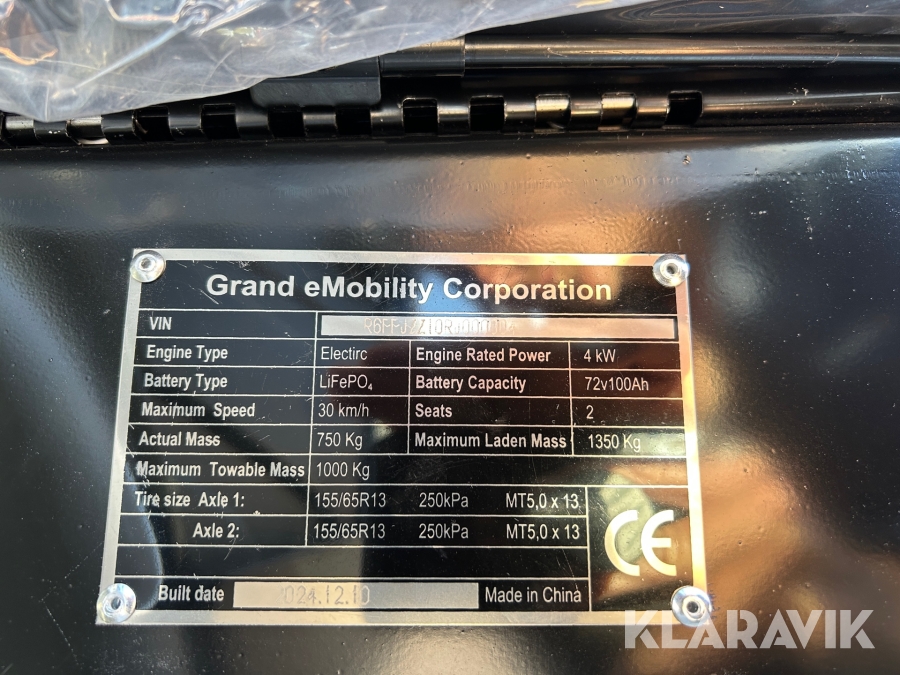 Grand eMobility Corporation
VIN
Engine Type Electirc Engine Rated Power 4 kW
Battery Type LiFePO₄ Battery Capacity 72v100Ah
Maximum Speed 30 km/h Seats 2
Actual Mass 750 Kg Maximum Laden Mass 1350 Kg
Maximum Towable Mass 1000 Kg
Tire size Axle 1: 155/65R13 250kPa MT5,0 x 13
Axle 2: 155/65R13 250kPa MT5,0 x 13
CE
Built date 024.12.10 Made in China
KLARAVIK